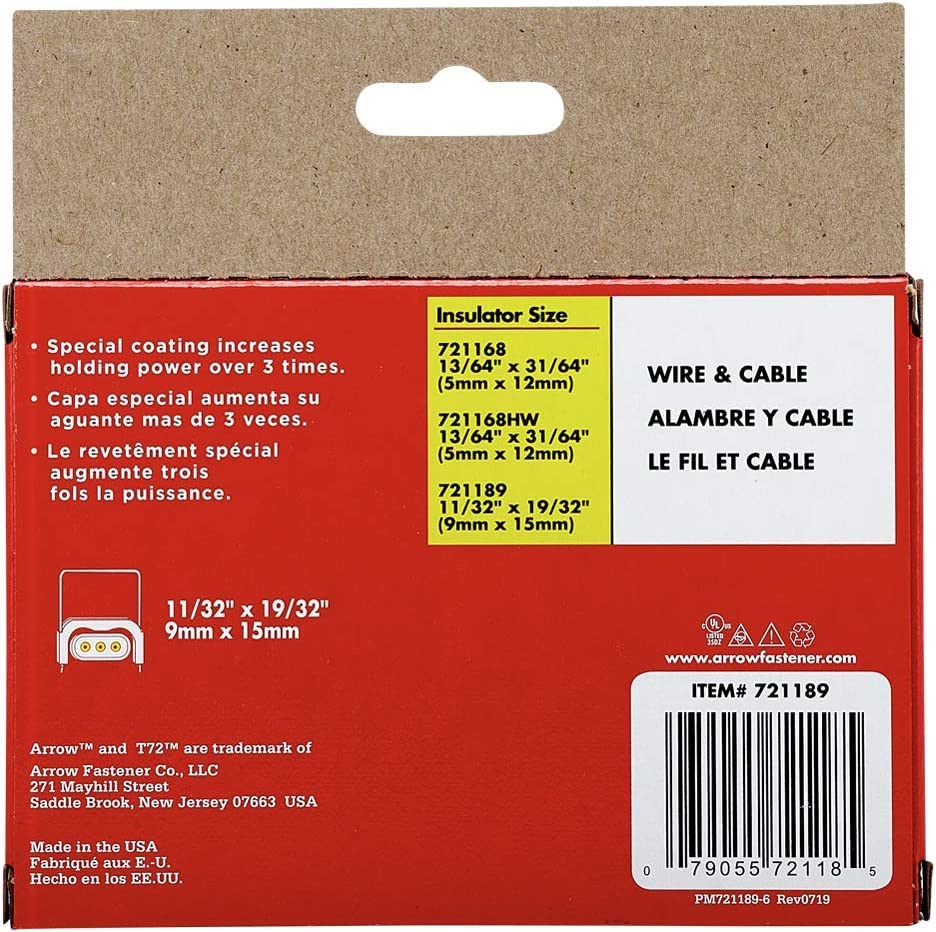 • Special coating increases
holding power over 3 times.
• Capa especial aumenta su
aguante mas de 3 veces.
• Le revetêment spécial
augmente trois
fols la puissance.
Insulator Size
721168
13/64" x 31/64"
(5mm x 12mm)
721168HW
13/64" x 31/64"
(5mm x 12mm)
721189
11/32" x 19/32"
(9mm x 15mm)
WIRE & CABLE
ALAMBRE Y CABLE
LE FIL ET CABLE
11/32" x 19/32"
9mm x 15mm
C UL US
LISTED
35DZ
www.arrowfastener.com
ITEM# 721189
0 79055 72118 5
PM721189-6 Rev0719
Arrow™ and T72™ are trademark of
Arrow Fastener Co., LLC
271 Mayhill Street
Saddle Brook, New Jersey 07663 USA
Made in the USA
Fabriqué aux E.-U.
Hecho en los EE.UU.